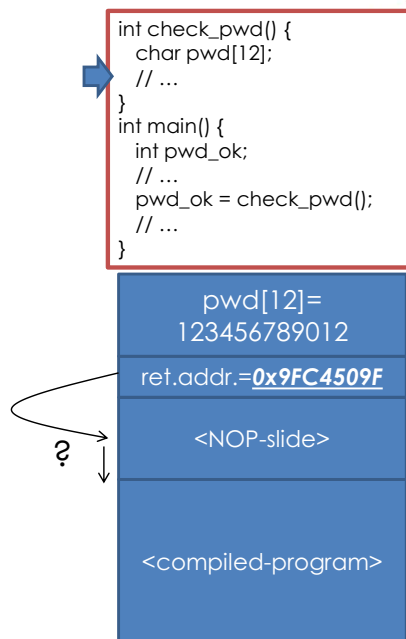 int check_pwd() {
char pwd[12];
// …
}
int main() {
int pwd_ok;
// …
pwd_ok = check_pwd();
// …
}
pwd[12]=
123456789012
ret.addr.=0x9FC4509F
<NOP-slide>
?
<compiled-program>